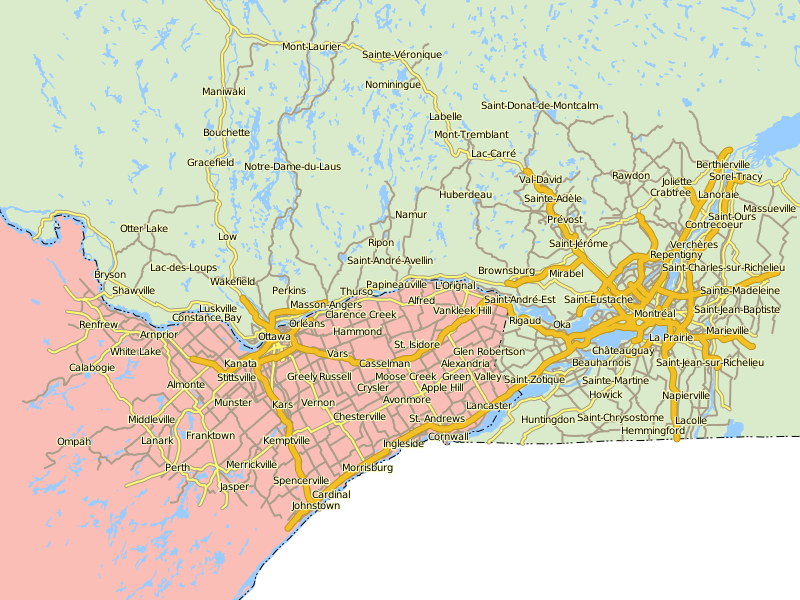 Mont-Laurier
Sainte-Véronique
Nominingue
Maniwaki
Saint-Donat-de-Montcalm
Labelle
Bouchette
Mont-Tremblant
Lac-Carré
Gracefield
Notre-Dame-du-Laus
Berthierville
Val-David
Rawdon
Joliette
Sorel-Tracy
Huberdeau
Sainte-Adèle
Crabtree
Lanoraie
Massueville
Namur
Prévost
Saint-Ours
Contrecoeur
Otter Lake
Low
Ripon
Saint-Jérôme
Verchères
Repentigny
Saint-André-Avellin
Lac-des-Loups
Bryson
Brownsburg
Mirabel
Saint-Charles-sur-Richelieu
Wakefield
Papineauville
L'Orignal
Shawville
Perkins
Thurso
Sainte-Madeleine
Masson-Angers
Alfred
Saint-André-Est
Saint-Eustache
Luskville
Constance Bay
Clarence Creek
Vankleek Hill
Montréal
Saint-Jean-Baptiste
Renfrew
Orléans
Rigaud
Oka
Arnprior
Ottawa
Hammond
La Prairie
Marieville
White Lake
Vars
St. Isidore
Glen Robertson
Châteauguay
Calabogie
Kanata
Casselman
Alexandria
Beauharnois
Saint-Jean-sur-Richelieu
Stittsville
Greely
Russell
Moose Creek
Green Valley
Saint-Zotique
Sainte-Martine
Almonte
Crysler
Apple Hill
Howick
Napierville
Munster
Kars
Vernon
Avonmore
Lancaster
Middleville
Chesterville
St. Andrews
Huntingdon
Saint-Chrysostome
Lacolle
Hemmingford
Ompah
Lanark
Franktown
Kemptville
Ingleside
Cornwall
Perth
Merrickville
Morrisburg
Jasper
Spencerville
Cardinal
Johnstown